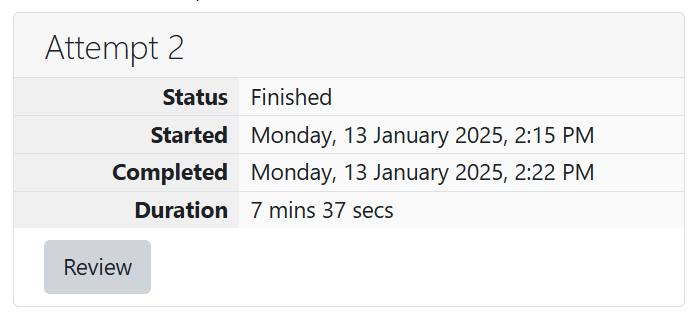 Attempt 2
Status Finished
Started Monday, 13 January 2025, 2:15 PM
Completed Monday, 13 January 2025, 2:22 PM
Duration 7 mins 37 secs
Review